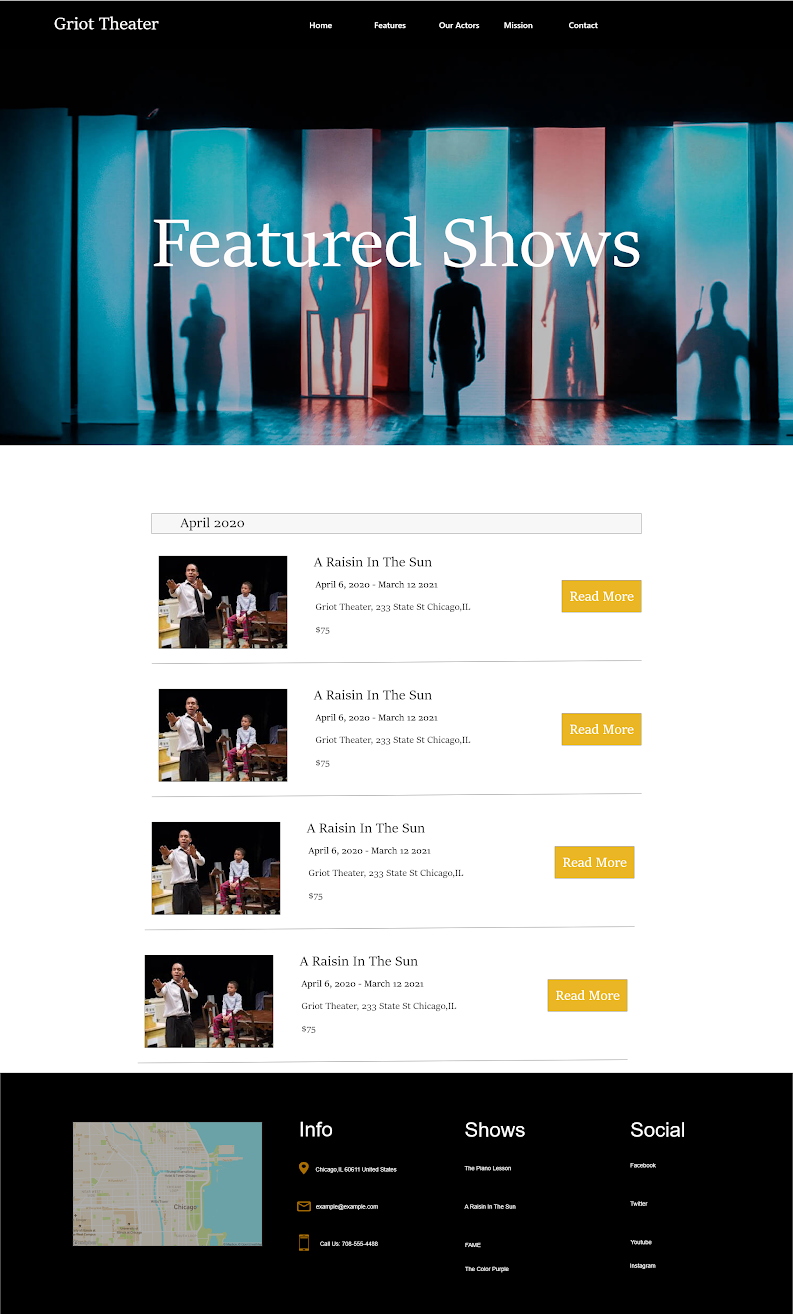 Griot Theater
Home Features Our Actors Mission Contact
Featured Shows
April 2020
A Raisin In The Sun
April 6, 2020 - March 12 2021
Griot Theater, 233 State St Chicago,IL
$75
Read More
A Raisin In The Sun
April 6, 2020 - March 12 2021
Griot Theater, 233 State St Chicago,IL
$75
Read More
A Raisin In The Sun
April 6, 2020 - March 12 2021
Griot Theater, 233 State St Chicago,IL
$75
Read More
A Raisin In The Sun
April 6, 2020 - March 12 2021
Griot Theater, 233 State St Chicago,IL
$75
Read More
Chicago
Info
Chicago,IL 60611 United States
example@example.com
Call Us: 708-555-4488
Shows
The Piano Lesson
A Raisin In The Sun
FAME
The Color Purple
Social
Facebook
Twitter
Youtube
Instagram